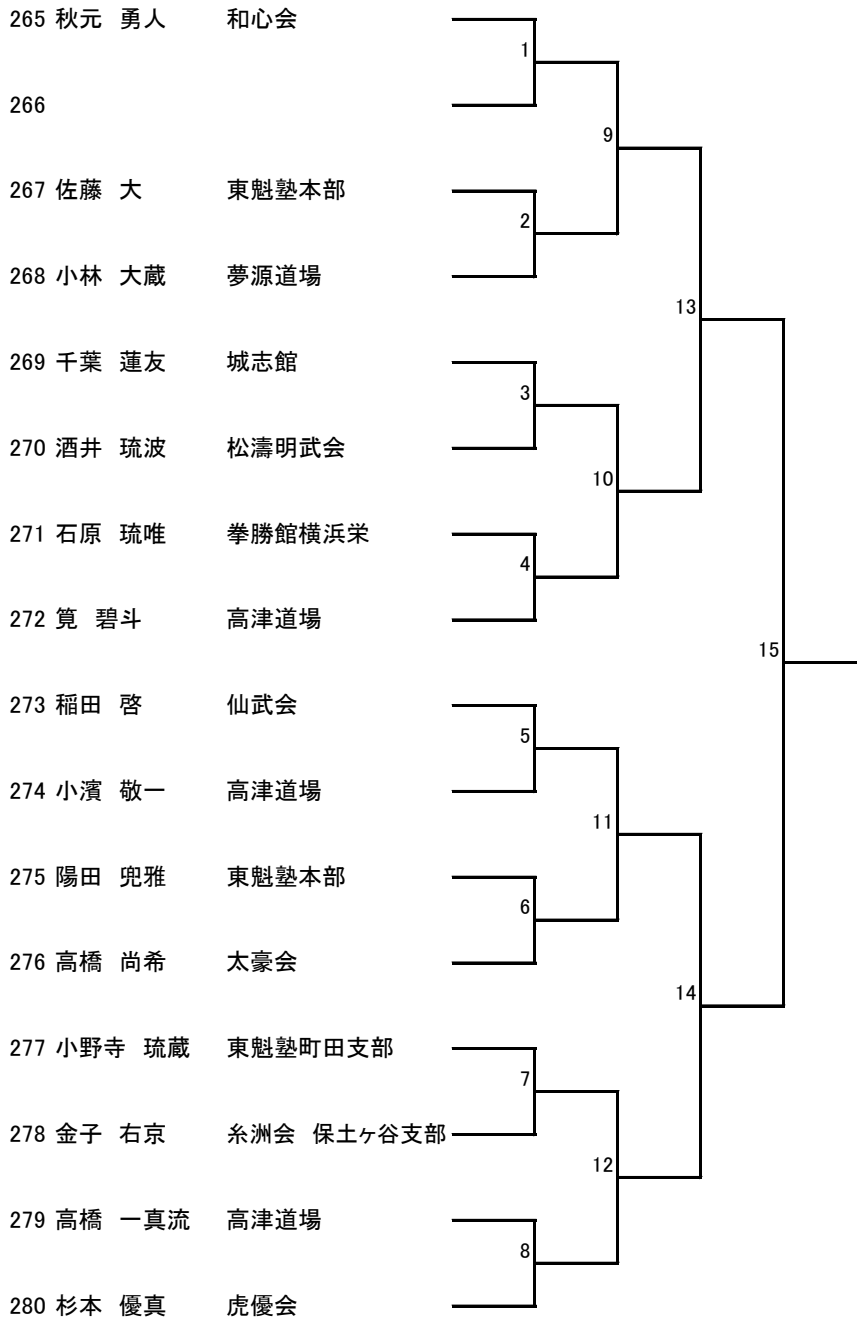 265 秋元 勇人 和心会
1
266
9
267 佐藤 大 東魁塾本部
2
268 小林 大蔵 夢源道場
13
269 千葉 蓮友 城志館
3
270 酒井 琉波 松濤明武会
10
271 石原 琉唯 拳勝館横浜栄
4
272 筧 碧斗 高津道場
15
273 稲田 啓 仙武会
5
274 小濱 敬一 高津道場
11
275 陽田 兜雅 東魁塾本部
6
276 高橋 尚希 太豪会
14
277 小野寺 琉蔵 東魁塾町田支部
7
278 金子 右京 糸洲会 保土ヶ谷支部
12
279 高橋 一真流 高津道場
8
280 杉本 優真 虎優会